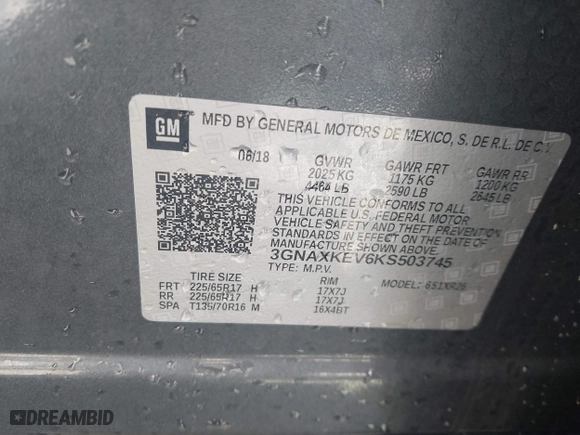 GM
MFD BY GENERAL MOTORS DE MEXICO, S. DE R.L. DE C.
06/18 GVWR GAWR FRT GAWR RR
2025 KG 1175 KG 1200 KG
4464 LB 2590 LB 2645 LB
THIS VEHICLE CONFORMS TO ALL
APPLICABLE U.S. FEDERAL MOTOR
VEHICLE SAFETY AND THEFT PREVENTION
STANDARDS IN EFFECT ON THE DATE OF
MANUFACTURE SHOWN ABOVE.
3GNAXKEV6KS503745
TYPE: M.P.V. MODEL: 6S1XR26
TIRE SIZE RIM
FRT 225/65R17 H 17X7J
RR 225/65R17 H 17X7J
SPA T135/70R16 M 16X4BT
DREAMBID